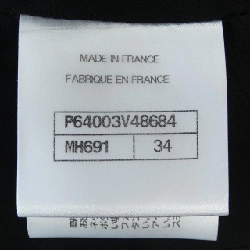 MADE IN FRANCE
FABRIQUE EN FRANCE
P64003V48684
MH691 34